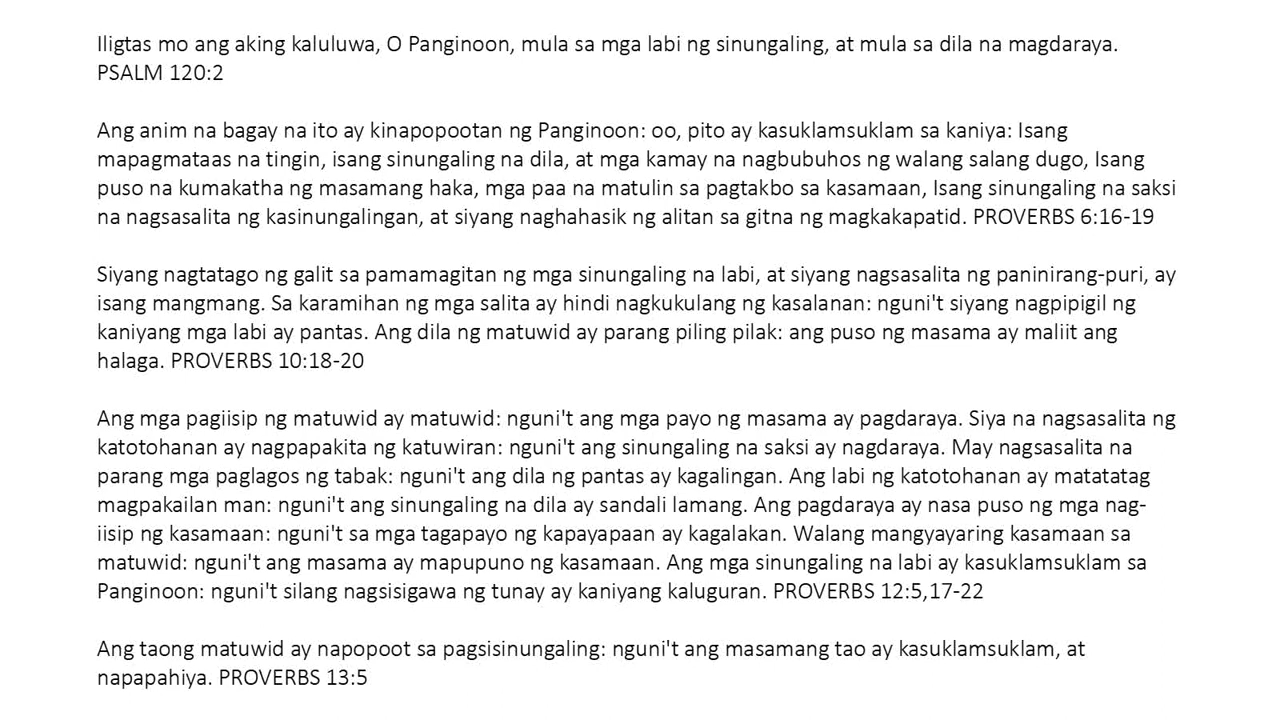 Iligtas mo ang aking kaluluwa, O Panginoon, mula sa mga labi ng sinungaling, at mula sa dila na magdaraya.
PSALM 120:2
Ang anim na bagay na ito ay kinapopootan ng Panginoon: oo, pito ay kasuklamsuklam sa kaniya: Isang
mapagmataas na tingin, isang sinungaling na dila, at mga kamay na nagbubuhos ng walang salang dugo, Isang
puso na kumakatha ng masamang haka, mga paa na matulin sa pagtakbo sa kasamaan, Isang sinungaling na saksi
na nagsasalita ng kasinungalingan, at siyang naghahasik ng alitan sa gitna ng magkakapatid. PROVERBS 6:16-19
Siyang nagtatago ng galit sa pamamagitan ng mga sinungaling na labi, at siyang nagsasalita ng paninirang-puri, ay
isang mangmang. Sa karamihan ng mga salita ay hindi nagkukulang ng kasalanan: nguni't siyang nagpipigil ng
kaniyang mga labi ay pantas. Ang dila ng matuwid ay parang piling pilak: ang puso ng masama ay maliit ang
halaga. PROVERBS 10:18-20
Ang mga pagiisip ng matuwid ay matuwid: nguni't ang mga payo ng masama ay pagdaraya. Siya na nagsasalita ng
katotohanan ay nagpapakita ng katuwiran: nguni't ang sinungaling na saksi ay nagdaraya. May nagsasalita na
parang mga paglagos ng tabak: nguni't ang dila ng pantas ay kagalingan. Ang labi ng katotohanan ay matatatag
magpakailan man: nguni't ang sinungaling na dila ay sandali lamang. Ang pagdaraya ay nasa puso ng mga nag-
iisip ng kasamaan: nguni't sa mga tagapayo ng kapayapaan ay kagalakan. Walang mangyayaring kasamaan sa
matuwid: nguni't ang masama ay mapupuno ng kasamaan. Ang mga sinungaling na labi ay kasuklamsuklam sa
Panginoon: nguni't silang nagsisigawa ng tunay ay kaniyang kaluguran. PROVERBS 12:5,17-22
Ang taong matuwid ay napopoot sa pagsisinungaling: nguni't ang masamang tao ay kasuklamsuklam, at
napapahiya. PROVERBS 13:5